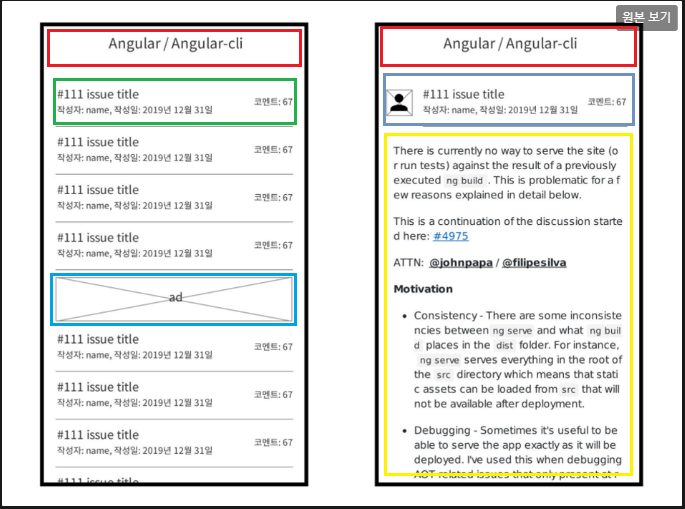 원본 보기
Angular / Angular-cli
#111 issue title
작성자: name, 작성일: 2019년 12월 31일
코멘트: 67
#111 issue title
작성자: name, 작성일: 2019년 12월 31일
코멘트: 67
#111 issue title
작성자: name, 작성일: 2019년 12월 31일
코멘트: 67
#111 issue title
작성자: name, 작성일: 2019년 12월 31일
코멘트: 67
ad
#111 issue title
작성자: name, 작성일: 2019년 12월 31일
코멘트: 67
#111 issue title
작성자: name, 작성일: 2019년 12월 31일
코멘트: 67
#111 issue title
작성자: name, 작성일: 2019년 12월 31일
코멘트: 67
#111 issue title
Angular / Angular-cli
#111 issue title
작성자: name, 작성일: 2019년 12월 31일
코멘트: 67
There is currently no way to serve the site (o
r run tests) against the result of a previously
executed ng build . This is problematic for a f
ew reasons explained in detail below.
This is a continuation of the discussion starte
d here: #4975
ATTN: @johnpapa / @filipesilva
Motivation
• Consistency - There are some inconsiste
ncies between ng serve and what ng buil
d places in the dist folder. For instance,
ng serve serves everything in the root of
the src directory which means that stati
c assets can be loaded from src that will
not be available after deployment.
• Debugging - Sometimes it's useful to be
able to serve the app exactly as it will be
deployed. I've used this when debugging
AOT related issues that only present at r